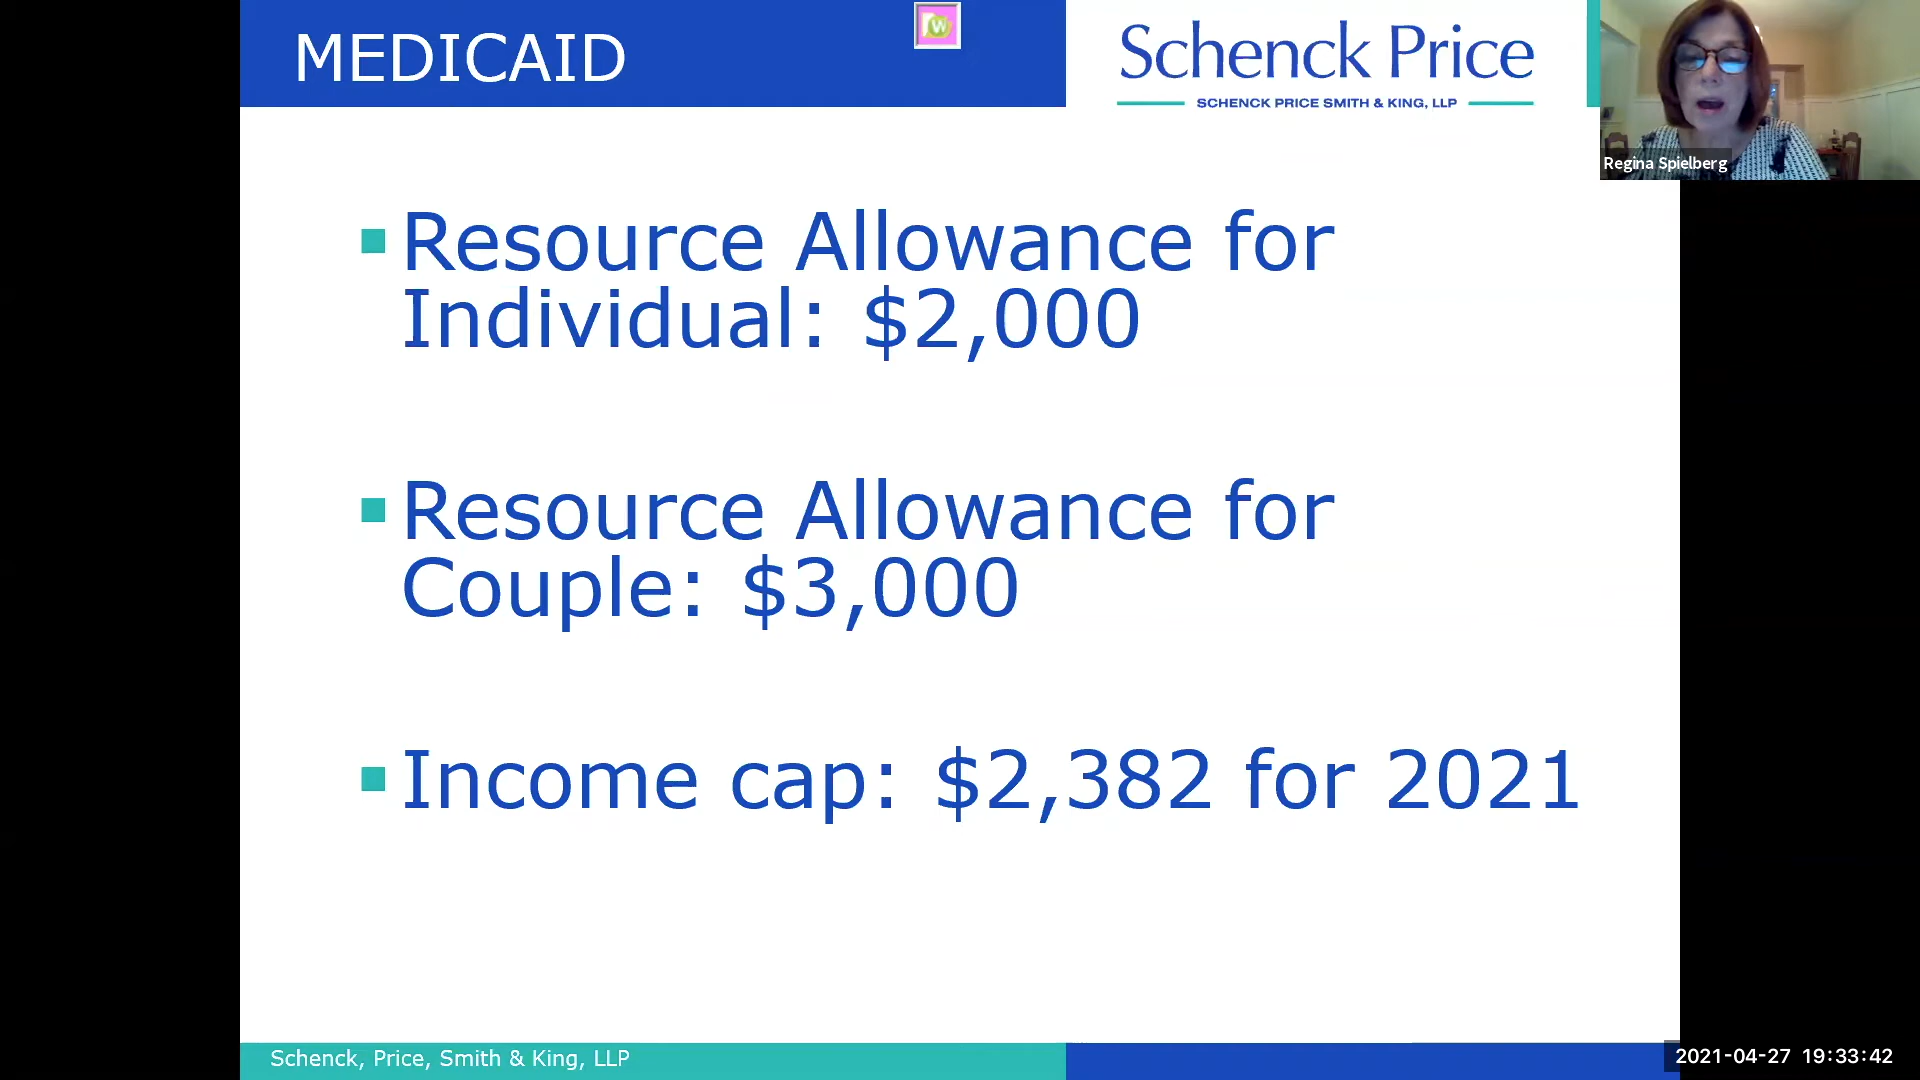 MEDICAID
W
Schenck Price
SCHENCK PRICE SMITH & KING, LLP
Regina Spielberg
Resource Allowance for
Individual: $2,000
Resource Allowance for
Couple: $3,000
Income cap: $2,382 for 2021
Schenck, Price, Smith & King, LLP
2021-04-27 19:33:42